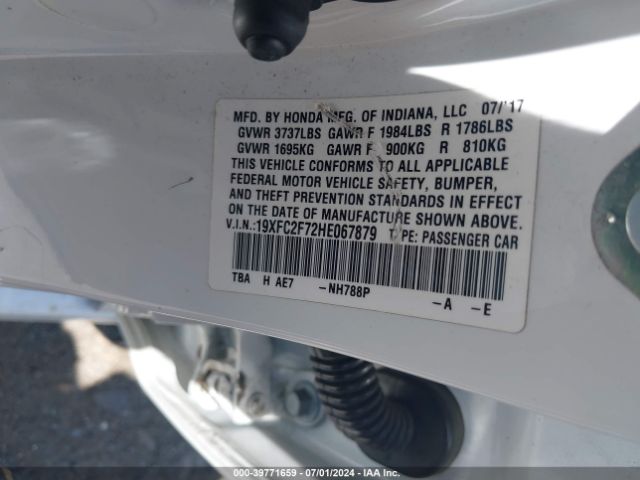 MFD. BY HONDA MFG. OF INDIANA, LLC 07/'17
GVWR 3737LBS GAWR F 1984LBS R 1786LBS
GVWR 1695KG GAWR F 900KG R 810KG
THIS VEHICLE CONFORMS TO ALL APPLICABLE
FEDERAL MOTOR VEHICLE SAFETY, BUMPER,
AND THEFT PREVENTION STANDARDS IN EFFECT
ON THE DATE OF MANUFACTURE SHOWN ABOVE.
V.I.N.:19XFC2F72HE067879 TYPE: PASSENGER CAR
TBA H AE7 -NH788P -A -E
000-39771659 - 07/01/2024 - IAA Inc.